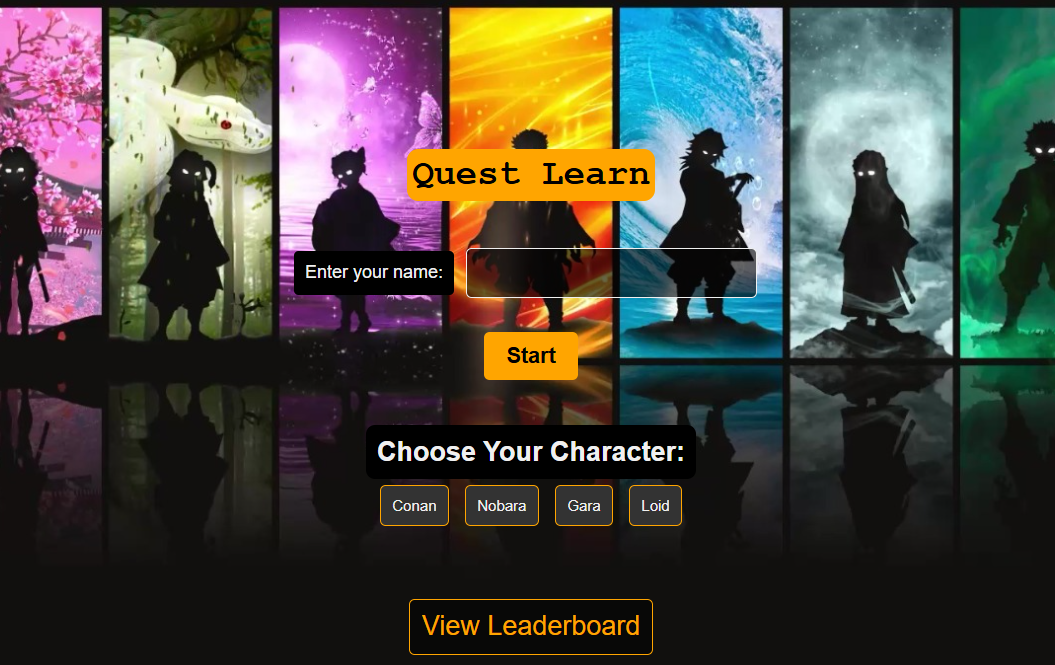 Quest Learn
Enter your name:
Start
Choose Your Character:
Conan Nobara Gara Loid
View Leaderboard